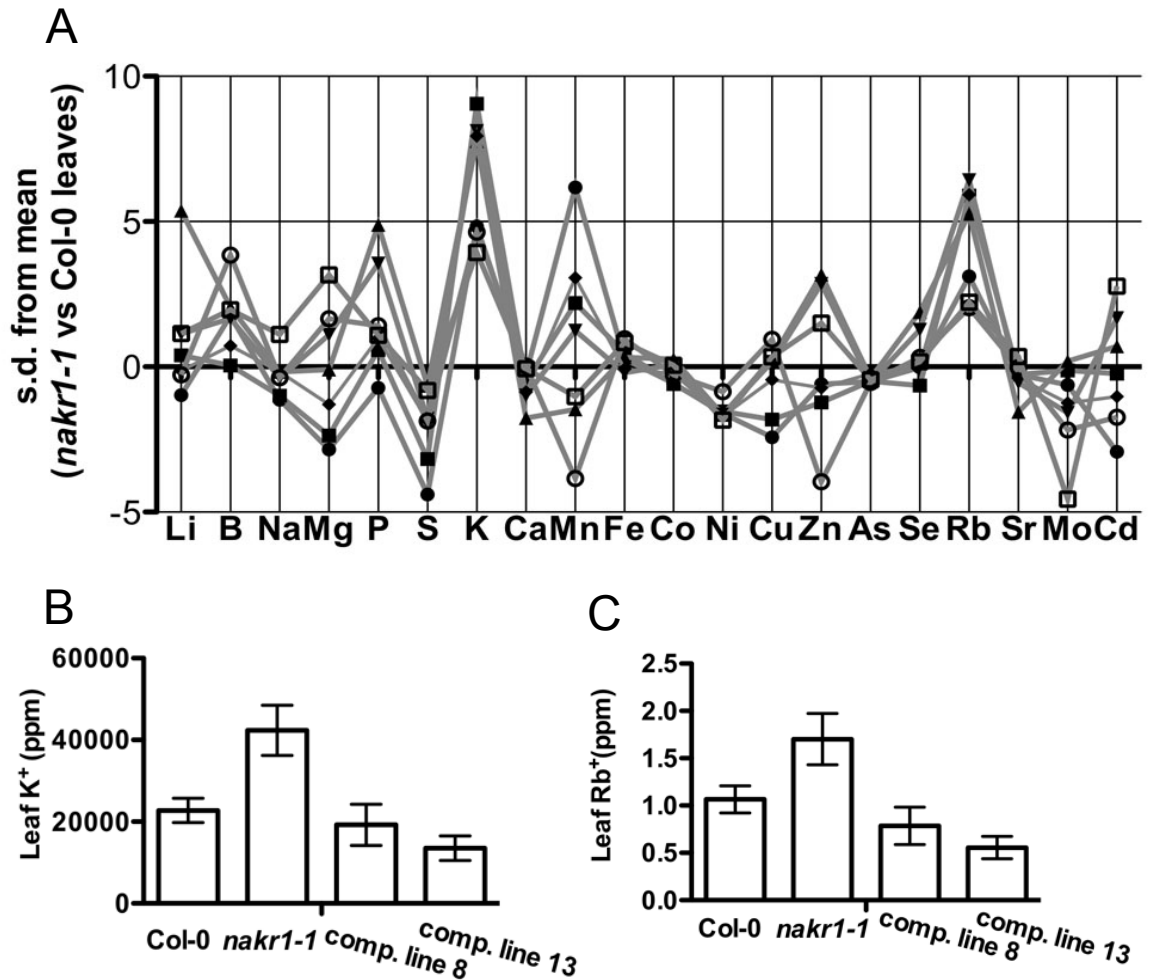 A
s.d. from mean
(nakr1-1 vs Col-0 leaves)
10
5
0
-5
Li B Na Mg P S K Ca Mn Fe Co Ni Cu Zn As Se Rb Sr Mo Cd
B
Leaf K+ (ppm)
60000
40000
20000
0
Col-0 nakr1-1 comp. line 8 comp. line 13
C
Leaf Rb+(ppm)
2.5
2.0
1.5
1.0
0.5
0.0
Col-0 nakr1-1 comp. line 8 comp. line 13